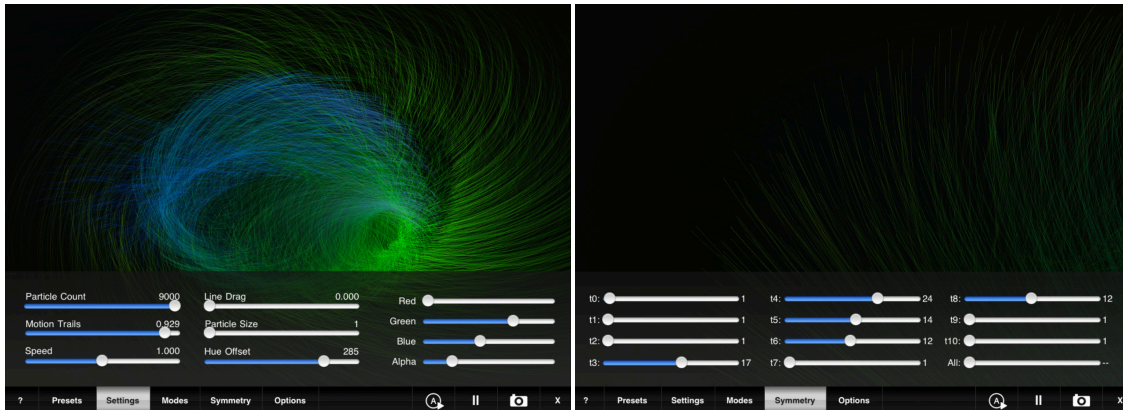 Particle Count 9000 Line Drag 0.000
Red
Motion Trails 0.929 Particle Size 1
Green
Blue
Speed 1.000 Hue Offset 285
Alpha
? Presets Settings Modes Symmetry Options A X
t0: 1 t4: 24 t8: 12
t1: 1 t5: 14 t9: 1
t2: 1 t6: 12 t10: 1
t3: 17 t7: 1 All: --
? Presets Settings Modes Symmetry Options A X